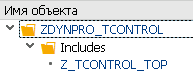 Имя объекта
ZDYNPRO_TCONTROL
Includes
Z_TCONTROL_TOP